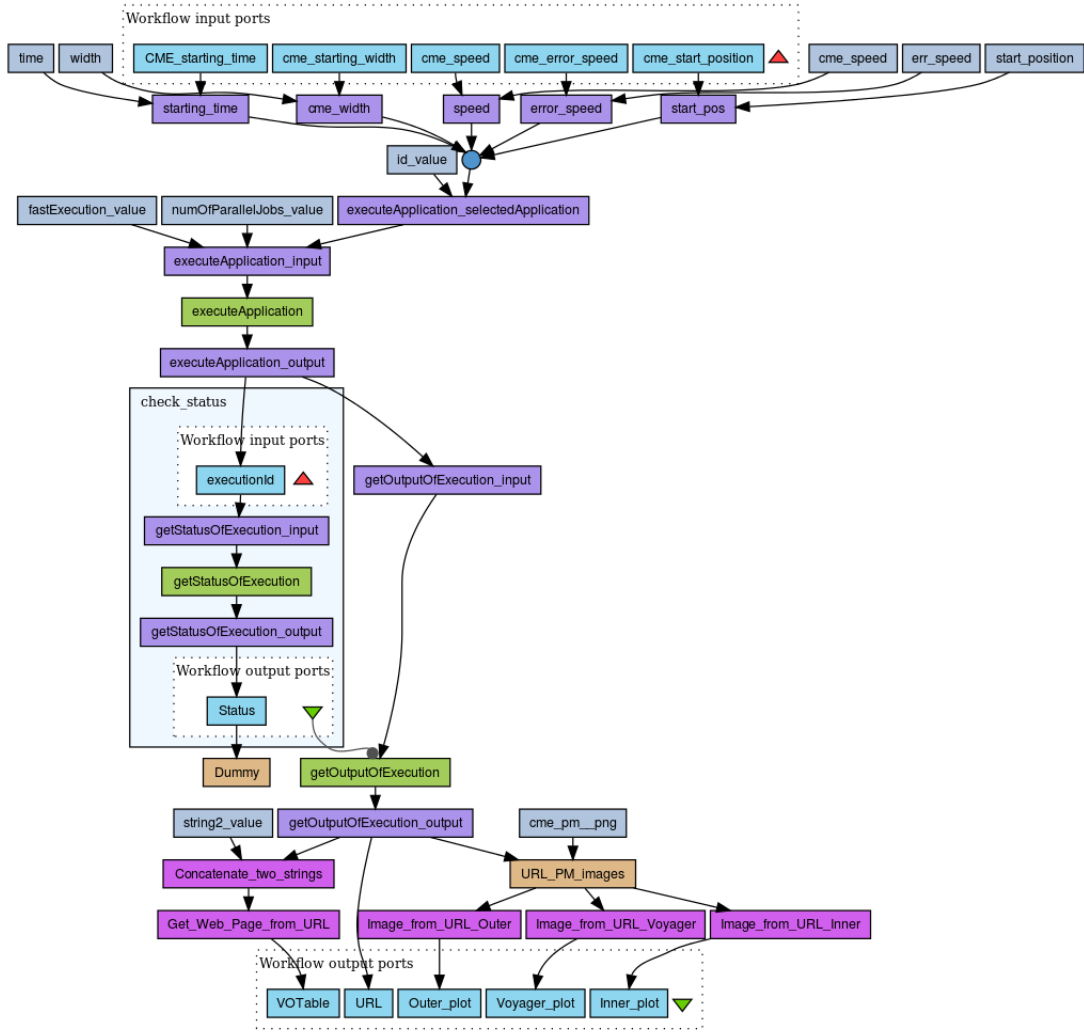 Workflow input ports
time
width
CME_starting_time
cme_starting_width
cme_speed
cme_error_speed
cme_start_position
cme_speed
err_speed
start_position
starting_time
cme_width
speed
error_speed
start_pos
id_value
fastExecution_value
numOfParallelJobs_value
executeApplication_selectedApplication
executeApplication_input
executeApplication
executeApplication_output
check_status
Workflow input ports
executionId
getOutputOfExecution_input
getStatusOfExecution_input
getStatusOfExecution
getStatusOfExecution_output
Workflow output ports
Status
Dummy
getOutputOfExecution
string2_value
getOutputOfExecution_output
cme_pm__png
Concatenate_two_strings
URL_PM_images
Get_Web_Page_from_URL
Image_from_URL_Outer
Image_from_URL_Voyager
Image_from_URL_Inner
Workflow output ports
VOTable
URL
Outer_plot
Voyager_plot
Inner_plot